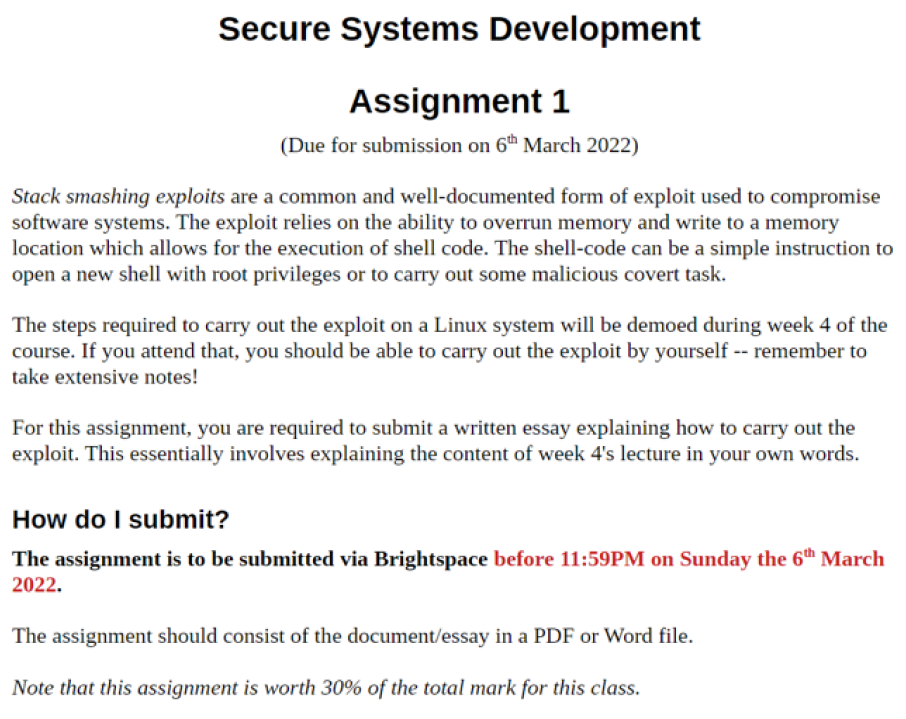 Secure Systems Development
Assignment 1
(Due for submission on 6th March 2022)
Stack smashing exploits are a common and well-documented form of exploit used to compromise
software systems. The exploit relies on the ability to overrun memory and write to a memory
location which allows for the execution of shell code. The shell-code can be a simple instruction to
open a new shell with root privileges or to carry out some malicious covert task.
The steps required to carry out the exploit on a Linux system will be demoed during week 4 of the
course. If you attend that, you should be able to carry out the exploit by yourself -- remember to
take extensive notes!
For this assignment, you are required to submit a written essay explaining how to carry out the
exploit. This essentially involves explaining the content of week 4's lecture in your own words.
How do I submit?
The assignment is to be submitted via Brightspace before 11:59PM on Sunday the 6th March
2022.
The assignment should consist of the document/essay in a PDF or Word file.
Note that this assignment is worth 30% of the total mark for this class.